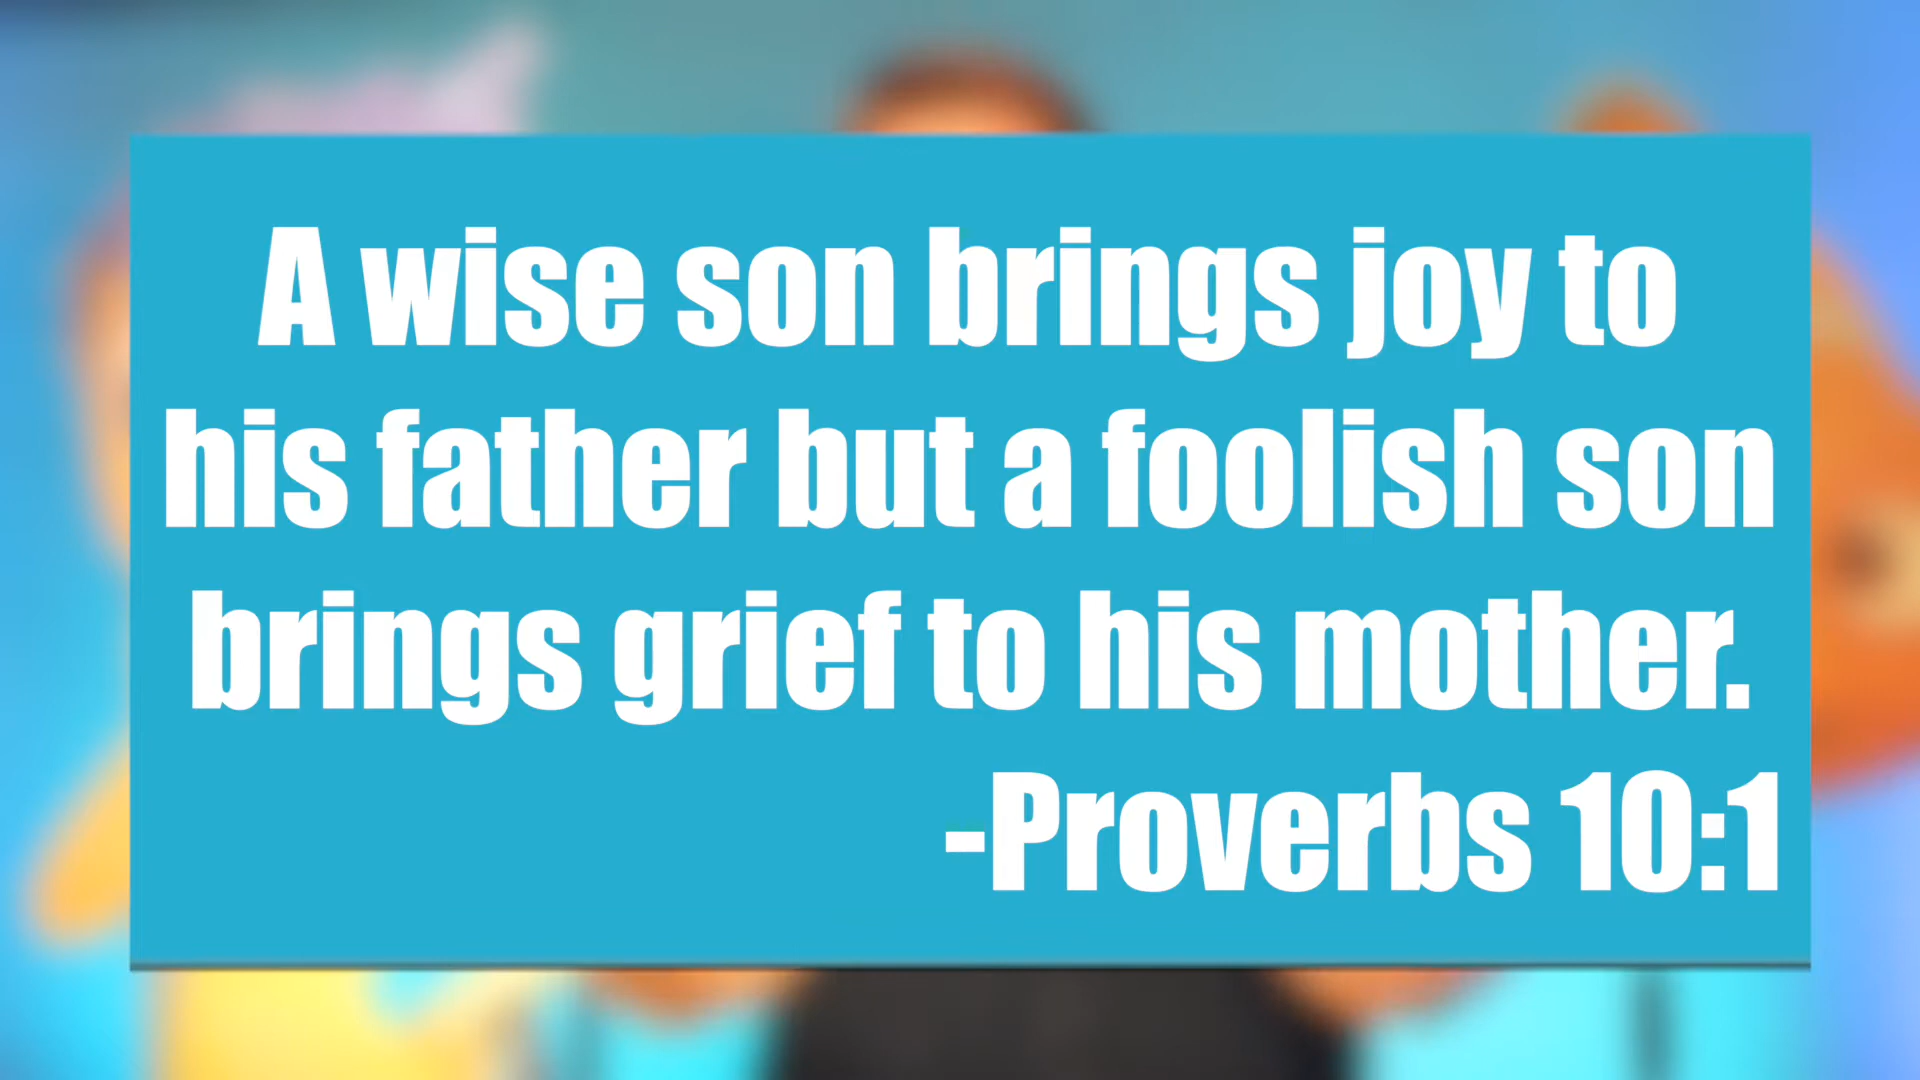 A wise son brings joy to
his father but a foolish son
brings grief to his mother.
-Proverbs 10:1